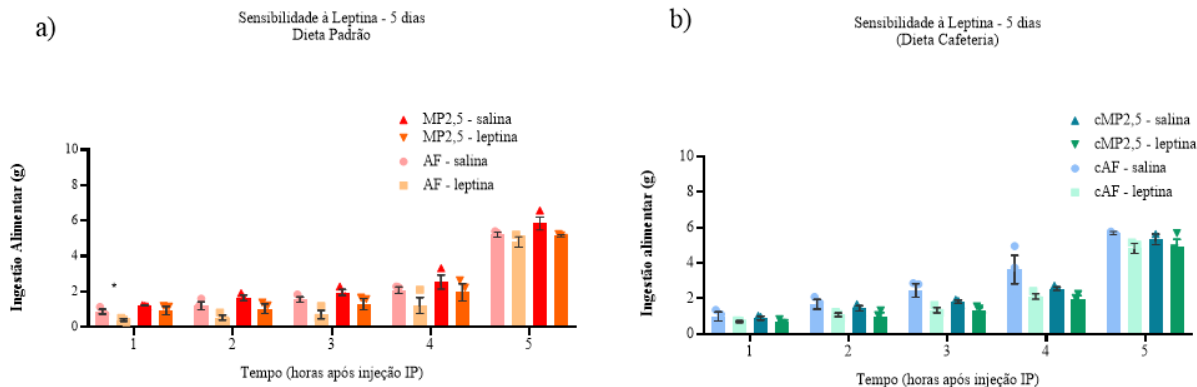 a)
Sensibilidade à Leptina - 5 dias
Dieta Padrão
MP2,5 - salina
MP2,5 - leptina
AF - salina
AF - leptina
Ingestão Alimentar (g)
10
8
6
4
2
0
*
1 2 3 4 5
Tempo (horas após injeção IP)
b)
Sensibilidade à Leptina - 5 dias
(Dieta Cafeteria)
cMP2,5 - salina
cMP2,5 - leptina
cAF - salina
cAF - leptina
Ingestão alimentar (g)
10
8
6
4
2
0
1 2 3 4 5
Tempo (horas após injeção IP)